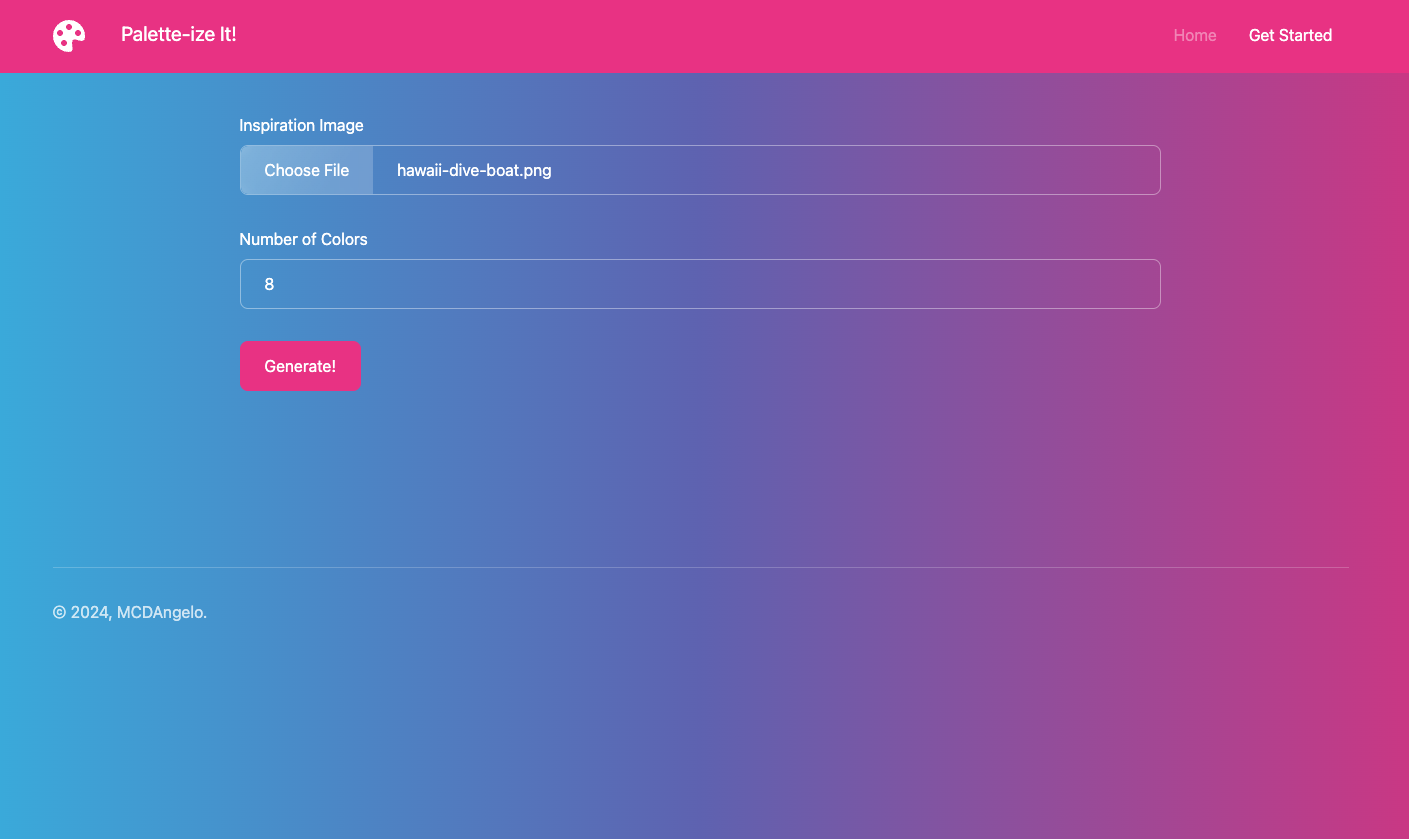 Palette-ize It!
Home
Get Started
Inspiration Image
Choose File
hawaii-dive-boat.png
Number of Colors
8
Generate!
© 2024, MCDAngelo.